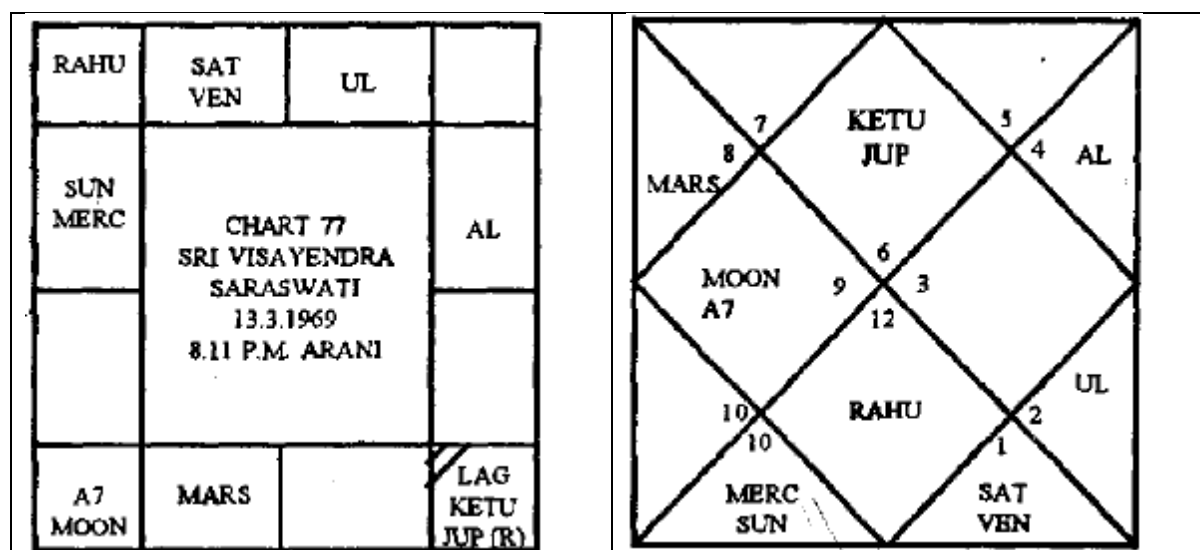 RAHU
SAT
VEN
UL
SUN
MERC
CHART 77
SRI VISAYENDRA
SARASWATI
13.3.1969
8.11 P.M. ARANI
AL
A7
MOON
MARS
LAG
KETU
JUP (R)
KETU
JUP
7
5
8
4
AL
MARS
6
MOON
A7
9
3
12
UL
10
RAHU
2
10
1
MERC
SUN
SAT
VEN